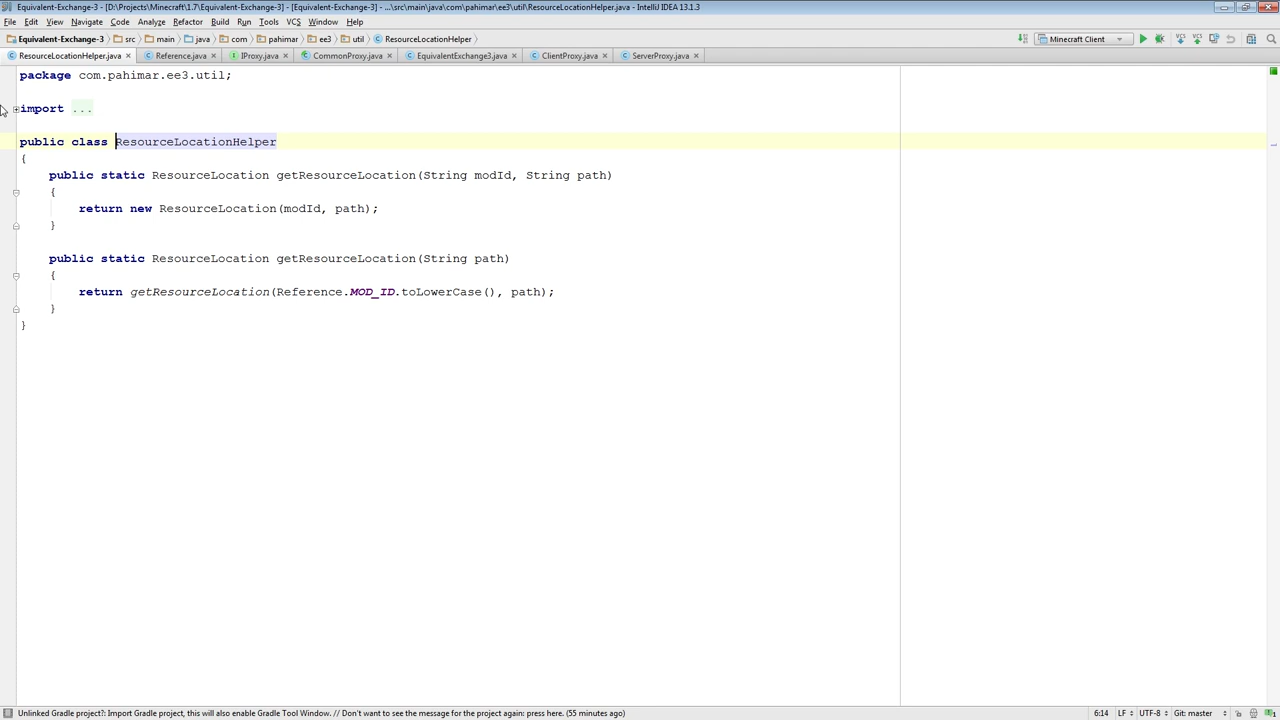 Equivalent-Exchange-3 - [D:\Projects\Minecraft\1.7\Equivalent-Exchange-3] - [Equivalent-Exchange-3] - ...\src\main\java\com\pahimar\ee3\util\ResourceLocationHelper.java - IntelliJ IDEA 13.1.3
File Edit View Navigate Code Analyze Refactor Build Run Tools VCS Window Help
Equivalent-Exchange-3 src main java com pahimar ee3 util ResourceLocationHelper Minecraft Client VCS VCS
ResourceLocationHelper.java Reference.java IProxy.java CommonProxy.java EquivalentExchange3.java ClientProxy.java ServerProxy.java
package com.pahimar.ee3.util;
import ...
public class ResourceLocationHelper
{
public static ResourceLocation getResourceLocation(String modId, String path)
{
return new ResourceLocation(modId, path);
}
public static ResourceLocation getResourceLocation(String path)
{
return getResourceLocation(Reference.MOD_ID.toLowerCase(), path);
}
}
Unlinked Gradle project?: Import Gradle project, this will also enable Gradle Tool Window. // Don't want to see the message for the project again: press here. (55 minutes ago) 6:14 LF UTF-8 Git: master